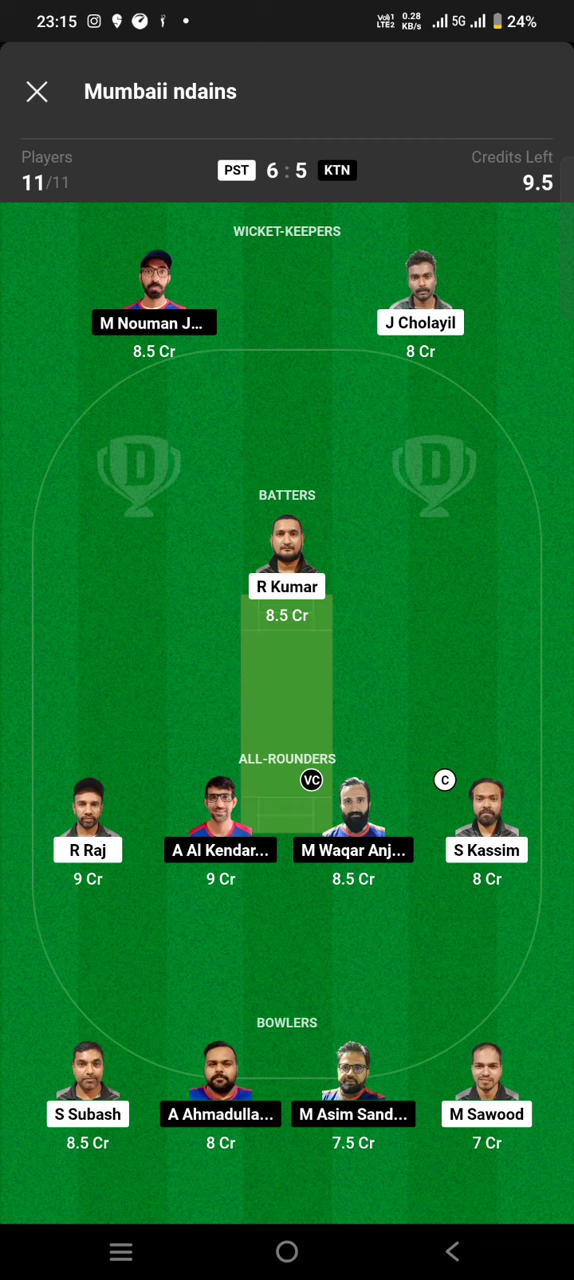 23:15 Vo)) 0.28 5G 24%
LTE2 KB/s
Mumbaii ndains
Players PST 6 : 5 KTN Credits Left
11/11 9.5
WICKET-KEEPERS
M Nouman J... J Cholayil
8.5 Cr 8 Cr
D D
BATTERS
R Kumar
8.5 Cr
ALL-ROUNDERS
VC C
R Raj A Al Kendar... M Waqar Anj... S Kassim
9 Cr 9 Cr 8.5 Cr 8 Cr
BOWLERS
S Subash A Ahmadulla... M Asim Sand... M Sawood
8.5 Cr 8 Cr 7.5 Cr 7 Cr